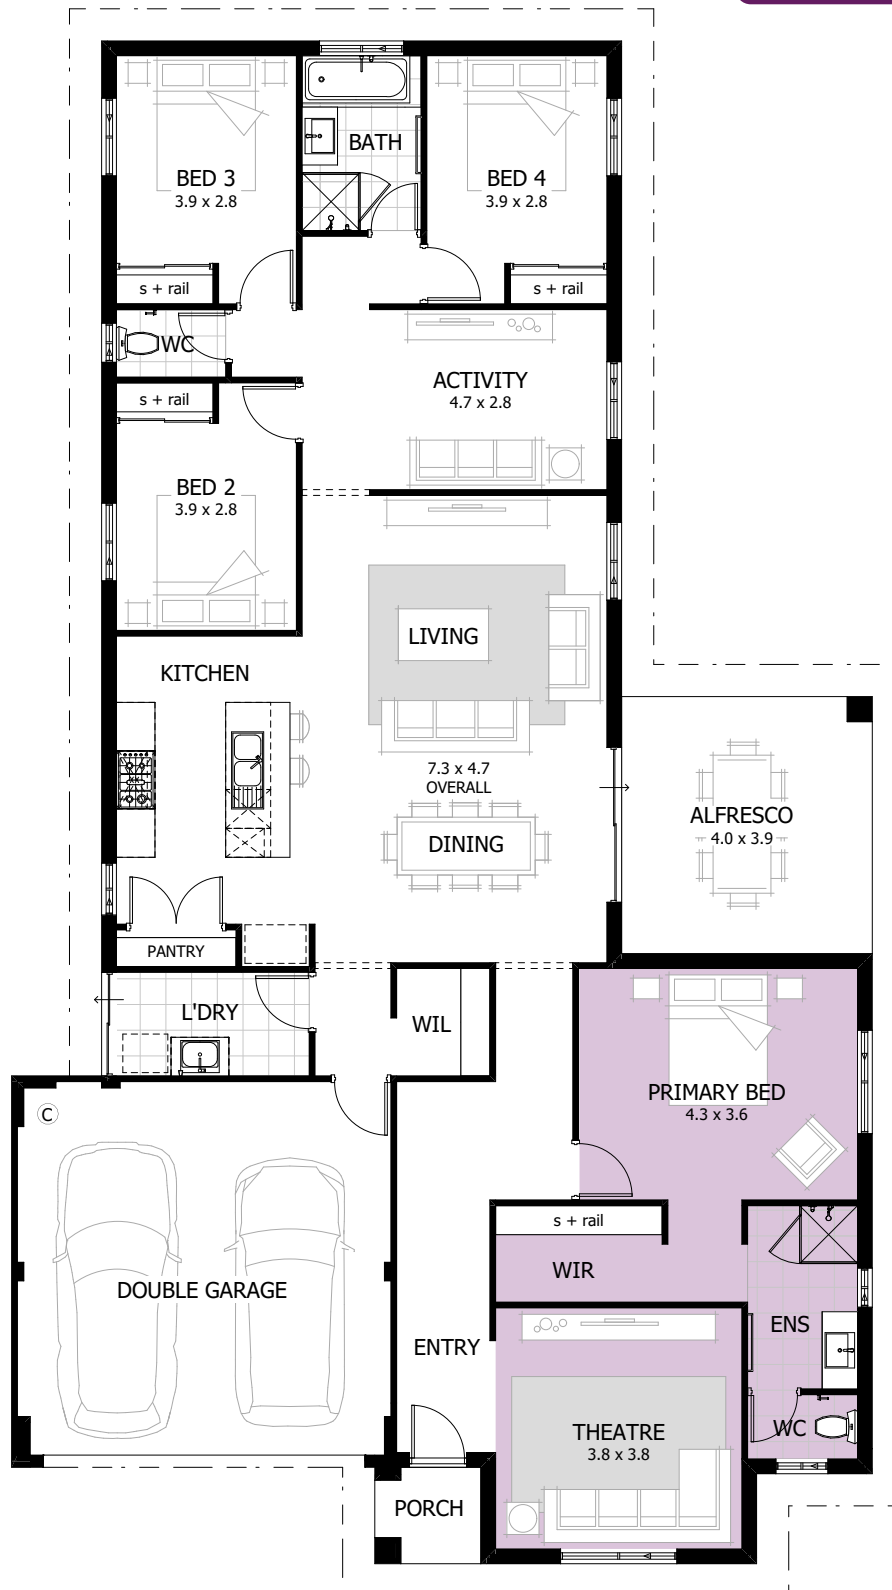 BATH
BED 3
3.9 x 2.8
BED 4
3.9 x 2.8
s + rail
s + rail
WC
ACTIVITY
4.7 x 2.8
s + rail
BED 2
3.9 x 2.8
LIVING
KITCHEN
7.3 x 4.7
OVERALL
ALFRESCO
4.0 x 3.9
DINING
PANTRY
L'DRY
WIL
PRIMARY BED
4.3 x 3.6
C
s + rail
WIR
DOUBLE GARAGE
ENS
ENTRY
THEATRE
3.8 x 3.8
WC
PORCH